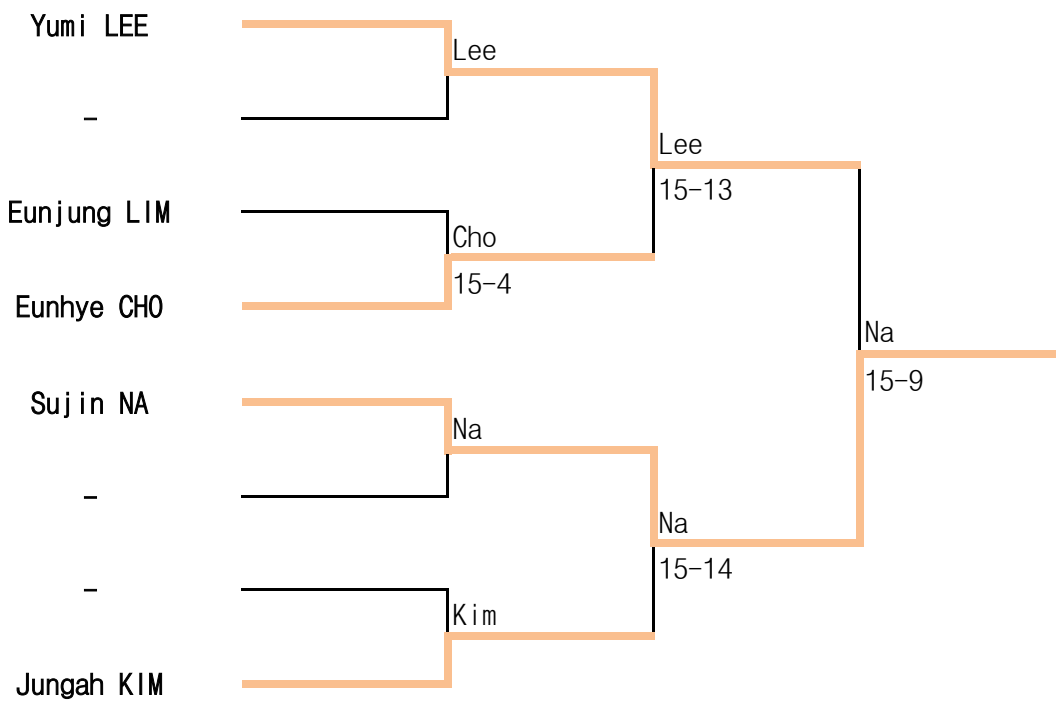 Yumi LEE
Lee
-
Lee
15-13
Eunjung LIM
Cho
15-4
Eunhye CHO
Na
15-9
Sujin NA
Na
-
Na
15-14
-
Kim
Jungah KIM